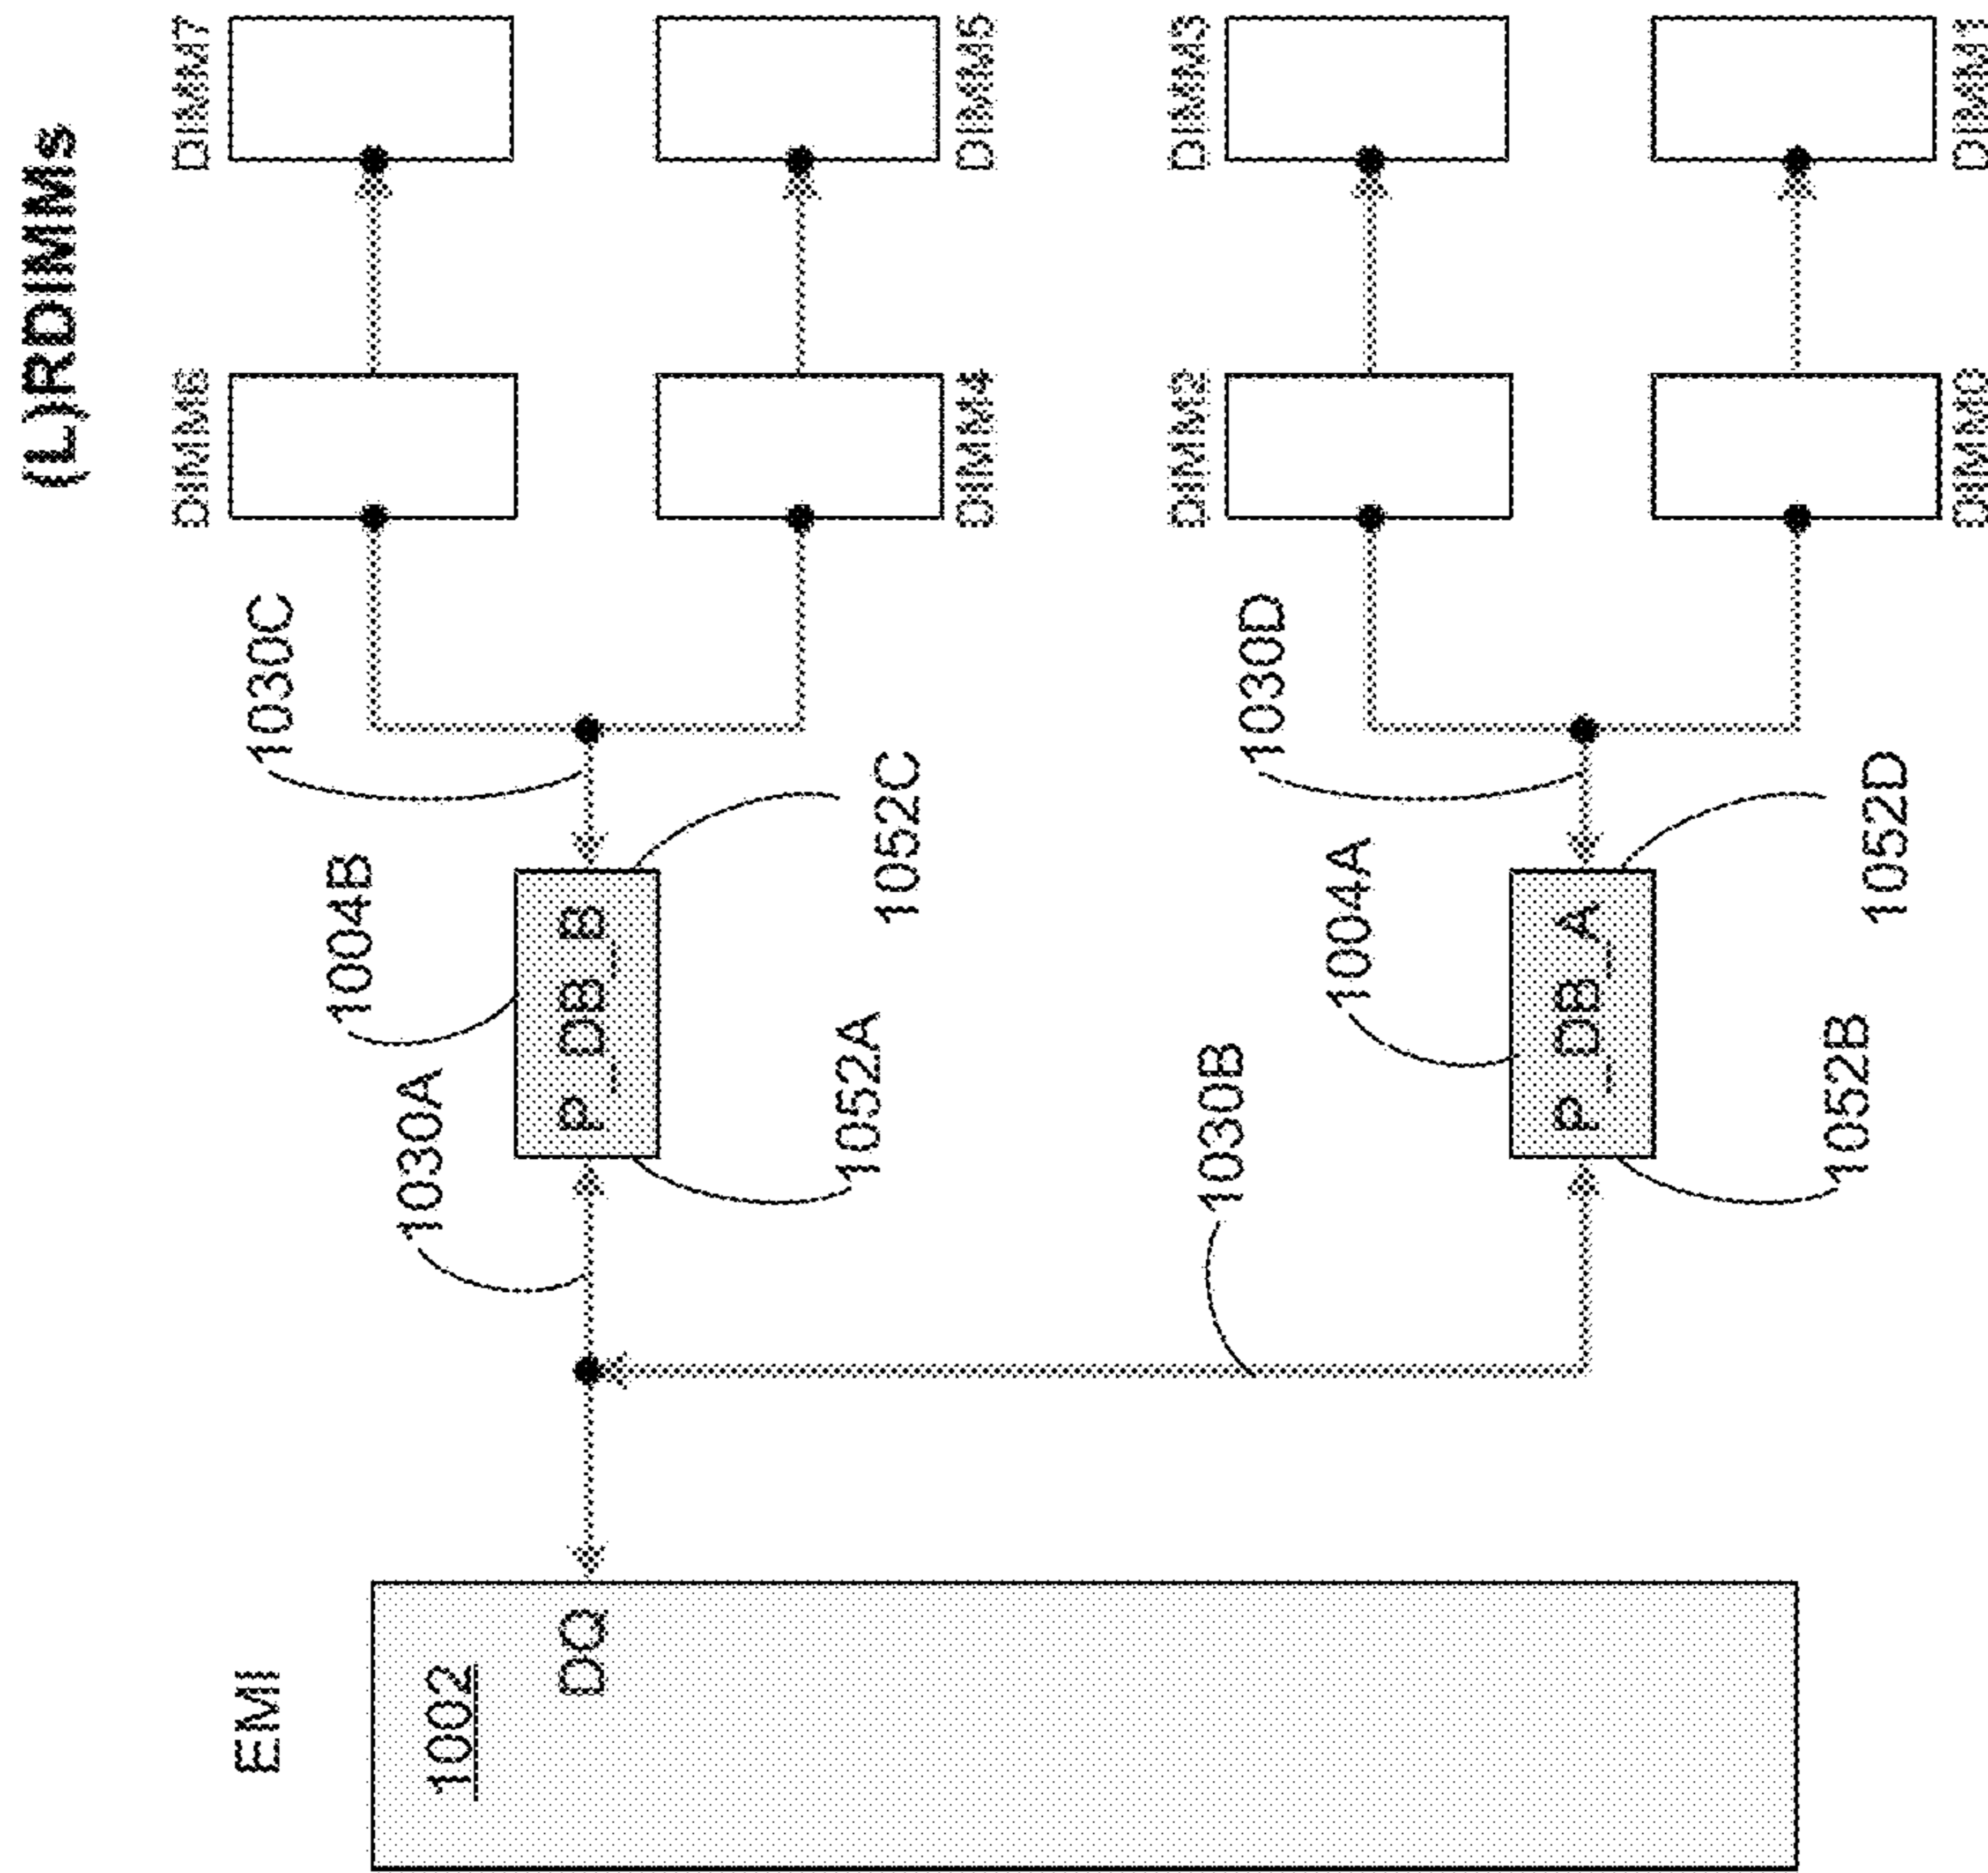 (L)RDIMMs
DIMM6
DIMM7
DIMM4
DIMM5
DIMM2
DIMM3
DIMM0
DIMM1
EMI
1002
DQ
1030A
1004B
1030C
P_DB_B
1052A
1052C
1030B
1004A
1030D
P_DB_A
1052B
1052D